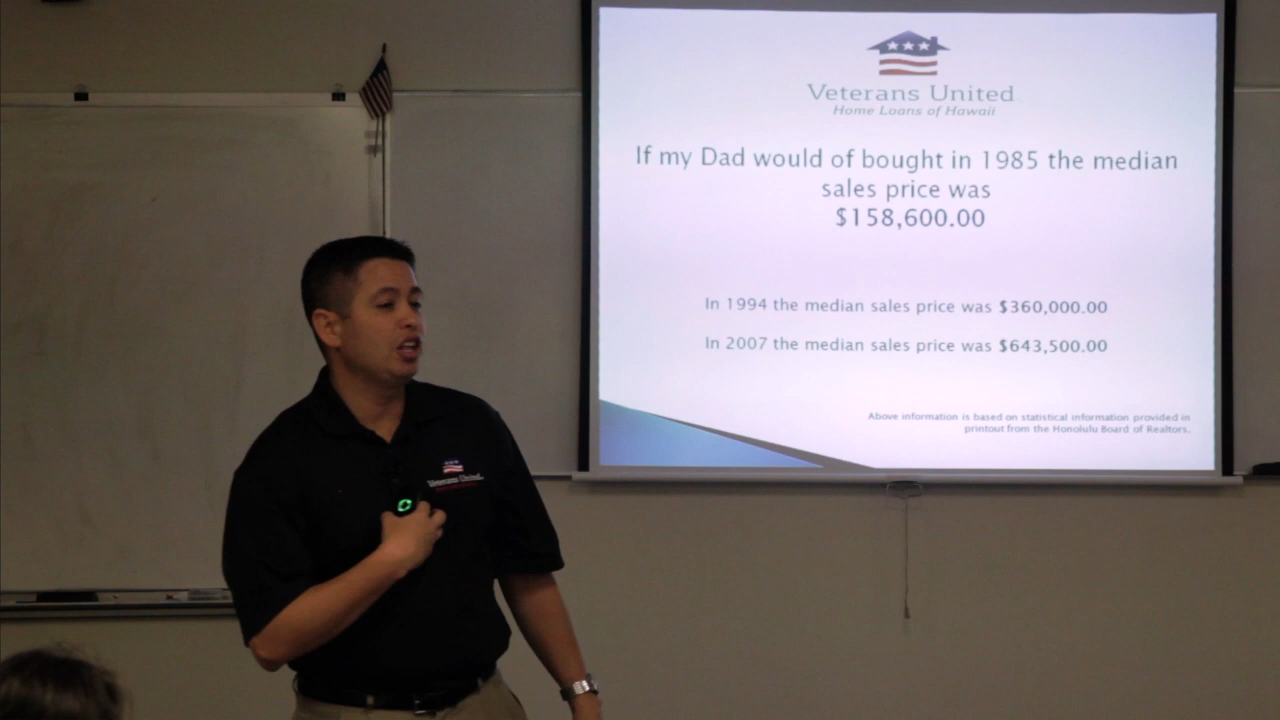 Veterans United
Home Loans of Hawaii
If my Dad would of bought in 1985 the median
sales price was
$158,600.00
In 1994 the median sales price was $360,000.00
In 2007 the median sales price was $643,500.00
Above information is based on statistical information provided in
printout from the Honolulu Board of Realtors.
Veterans United